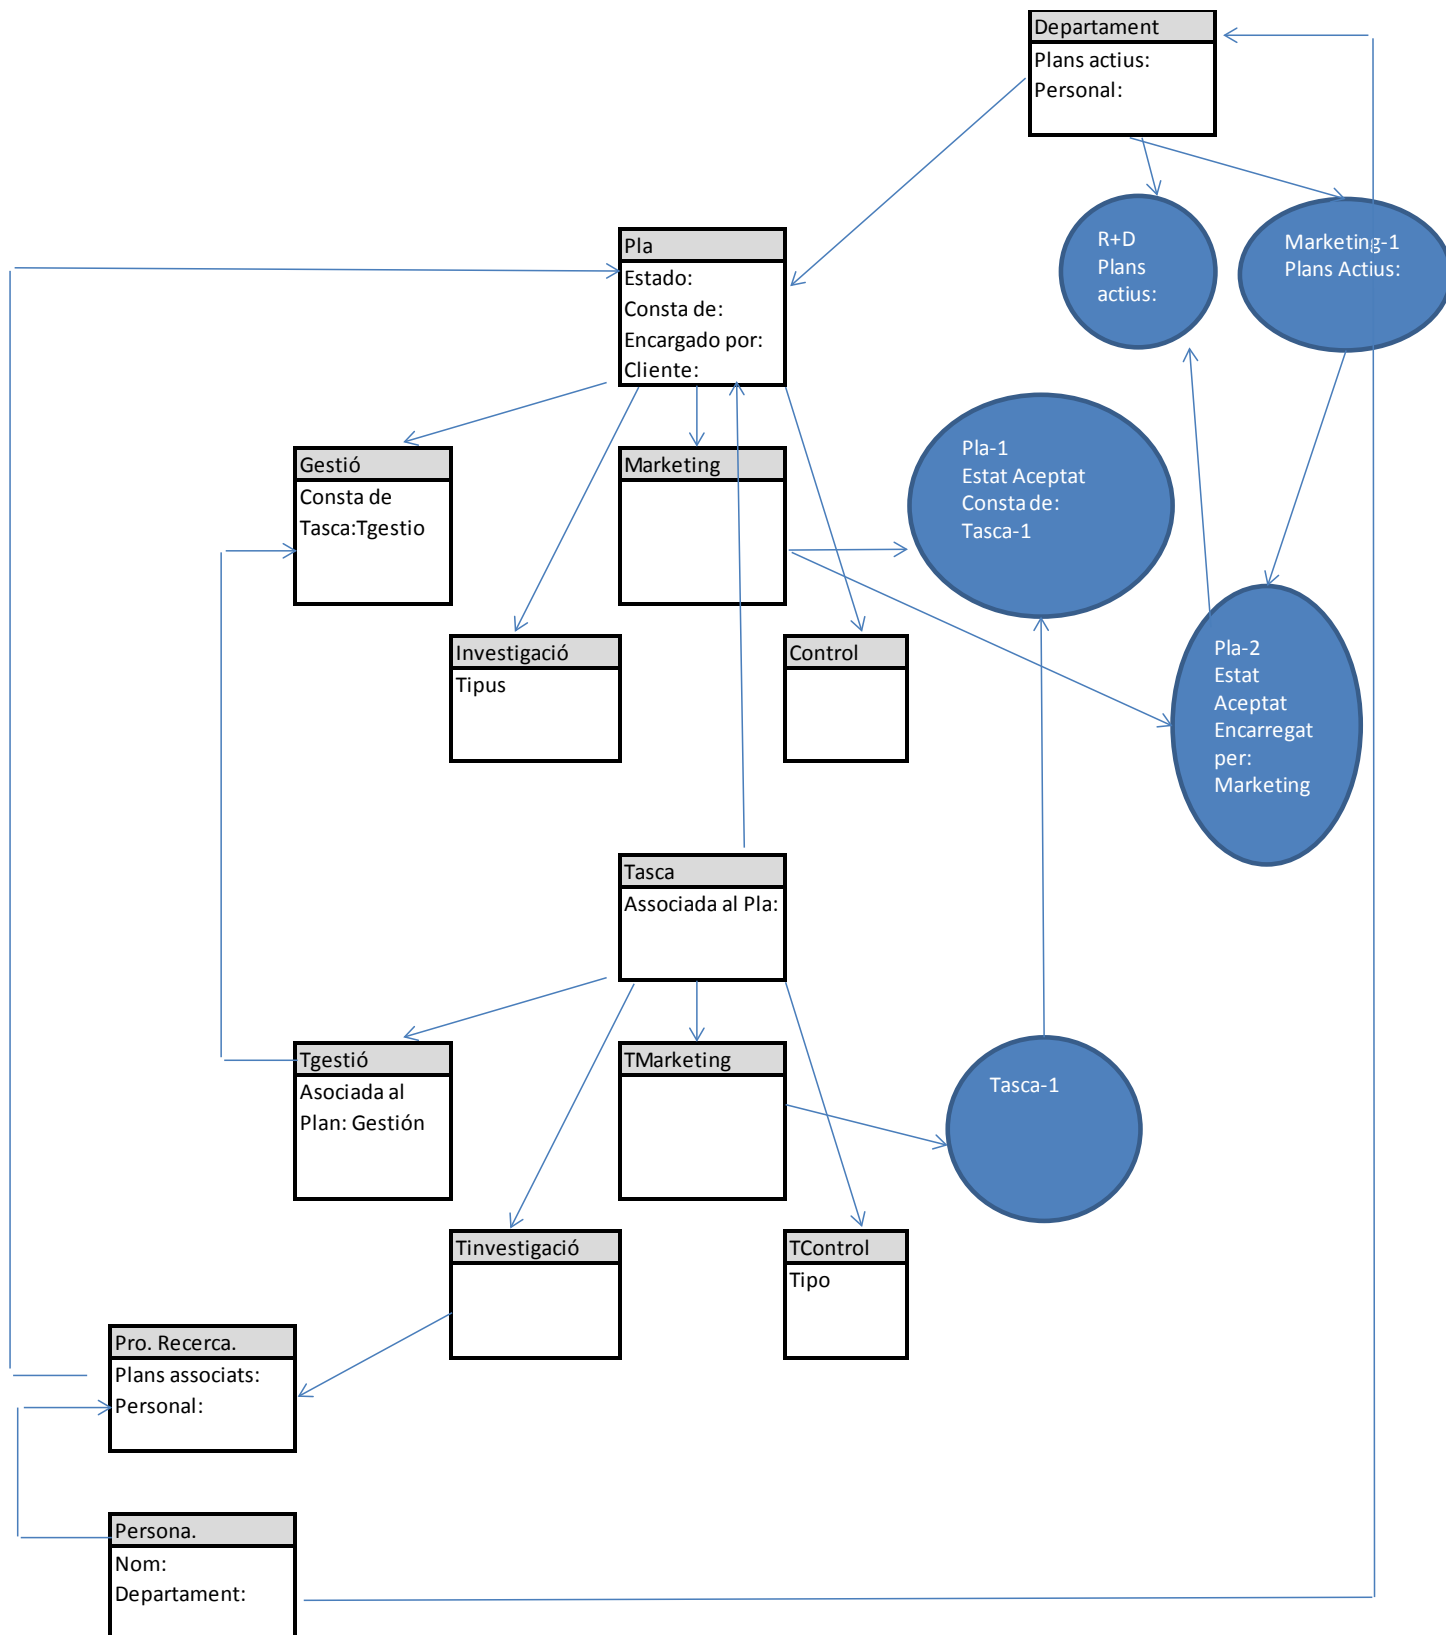 Departament
Plans actius:
Personal:
R+D
Plans
actius:
Marketing-1
Plans Actius:
Pla
Estado:
Consta de:
Encargado por:
Cliente:
Gestió
Consta de
Tasca:Tgestio
Marketing
Pla-1
Estat Aceptat
Consta de:
Tasca-1
Investigació
Tipus
Control
Pla-2
Estat
Aceptat
Encarregat
per:
Marketing
Tasca
Associada al Pla:
Tgestió
Asociada al
Plan: Gestión
TMarketing
Tasca-1
Tinvestigació
TControl
Tipo
Pro. Recerca.
Plans associats:
Personal:
Persona.
Nom:
Departament: